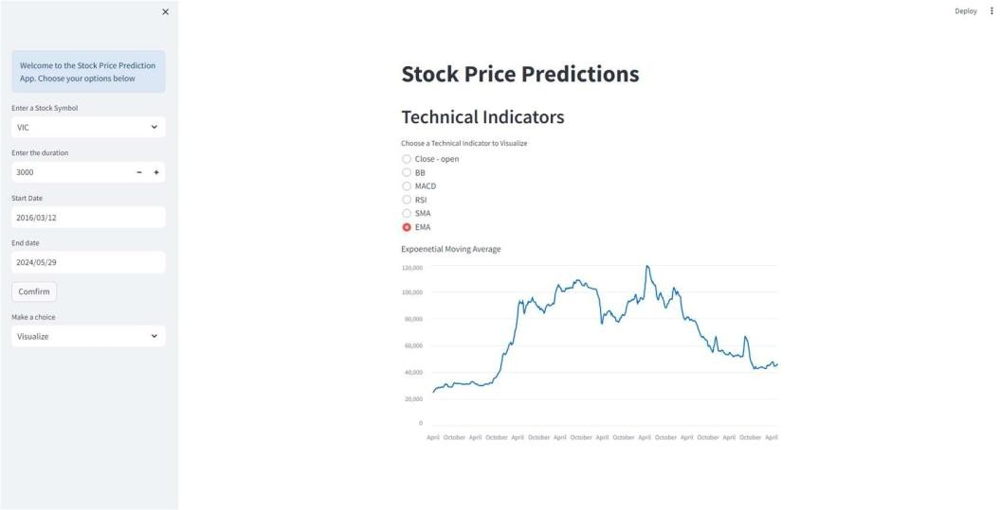 Deploy
Welcome to the Stock Price Prediction
App. Choose your options below
Enter a Stock Symbol
VIC
Enter the duration
3000
Start Date
2016/03/12
End date
2024/05/29
Confirm
Make a choice
Visualize
Stock Price Predictions
Technical Indicators
Choose a Technical Indicator to Visualize
Close - open
BB
MACD
RSI
SMA
EMA
Expoenetial Moving Average
120,000
100,000
80,000
60,000
40,000
20,000
0
April October April October April October April October April October April October April October April October April